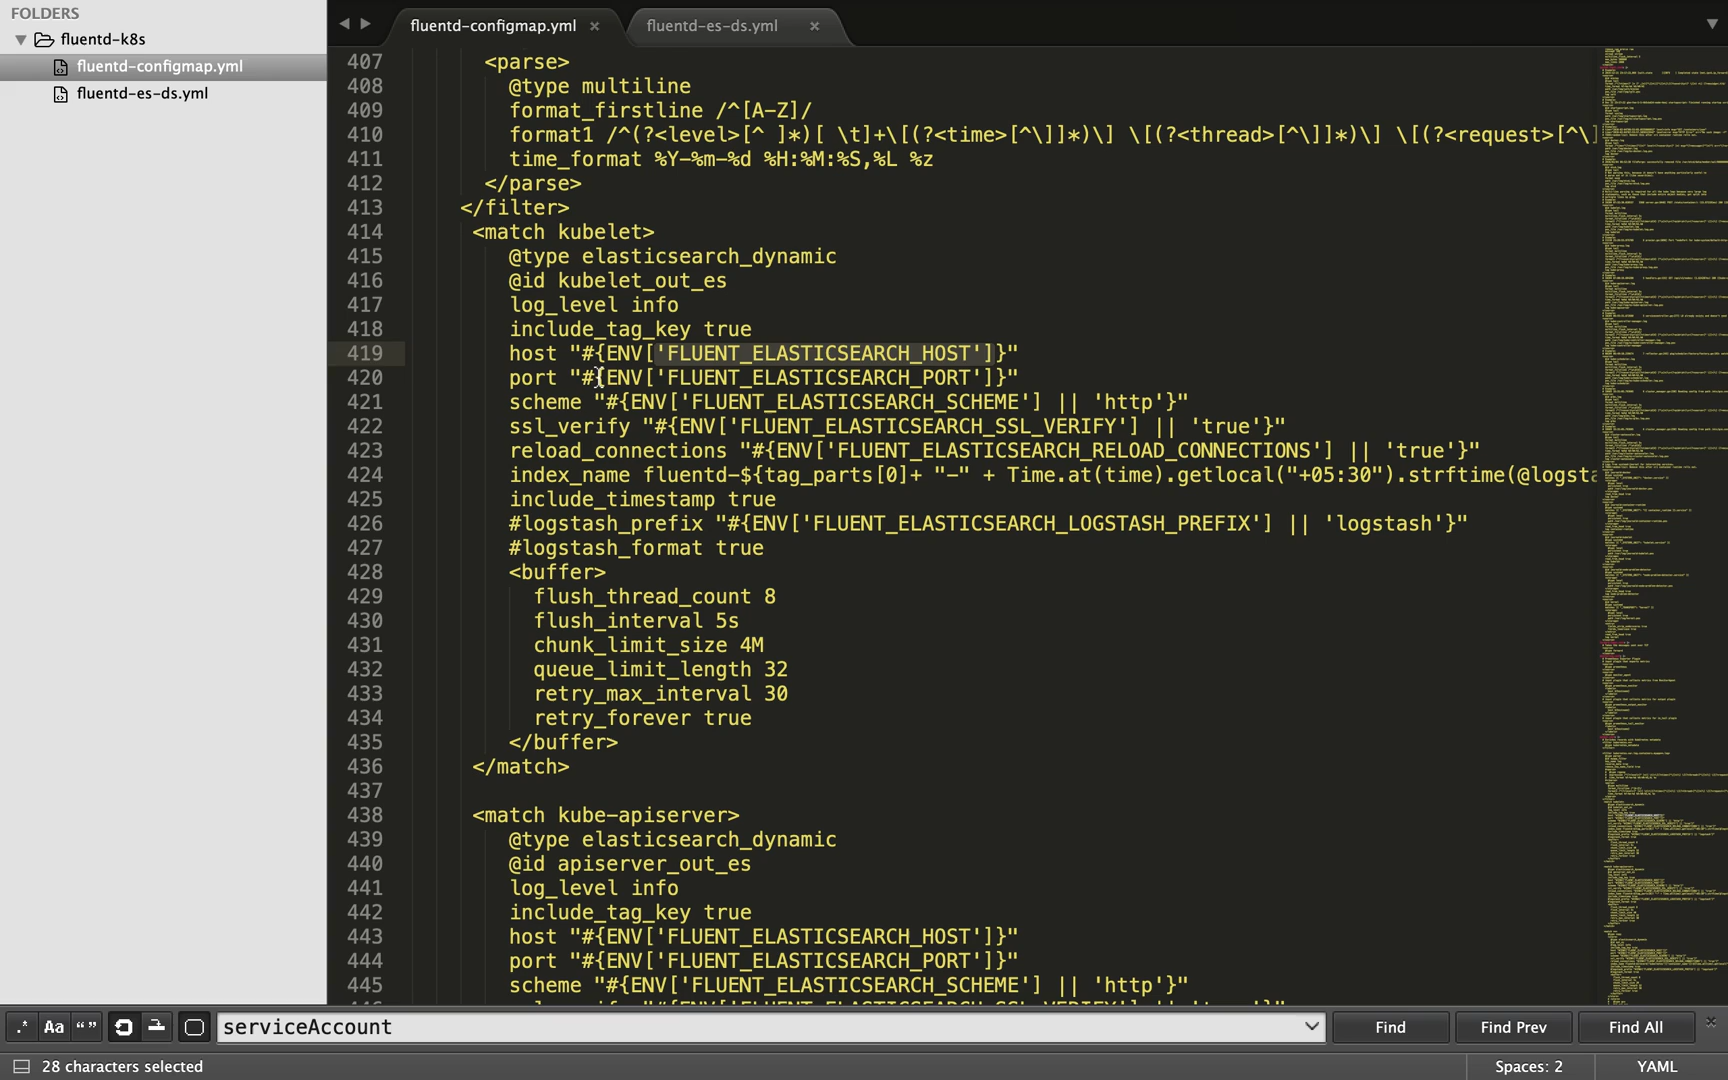 FOLDERS
fluentd-k8s
fluentd-configmap.yml
fluentd-es-ds.yml
fluentd-configmap.yml ×
fluentd-es-ds.yml ×
407 <parse>
408 @type multiline
409 format_firstline /^[A-Z]/
410 format1 /^(?<level>[^ ]*)[ \t]+\[(?<time>[^\]]*)\] \[(?<thread>[^\]]*)\] \[(?<request>[^\]
411 time_format %Y-%m-%d %H:%M:%S,%L %z
412 </parse>
413 </filter>
414 <match kubelet>
415 @type elasticsearch_dynamic
416 @id kubelet_out_es
417 log_level info
418 include_tag_key true
419 host "#{ENV['FLUENT_ELASTICSEARCH_HOST']}"
420 port "#{ENV['FLUENT_ELASTICSEARCH_PORT']}"
421 scheme "#{ENV['FLUENT_ELASTICSEARCH_SCHEME'] || 'http'}"
422 ssl_verify "#{ENV['FLUENT_ELASTICSEARCH_SSL_VERIFY'] || 'true'}"
423 reload_connections "#{ENV['FLUENT_ELASTICSEARCH_RELOAD_CONNECTIONS'] || 'true'}"
424 index_name fluentd-${tag_parts[0]+ "-" + Time.at(time).getlocal("+05:30").strftime(@logsta
425 include_timestamp true
426 #logstash_prefix "#{ENV['FLUENT_ELASTICSEARCH_LOGSTASH_PREFIX'] || 'logstash'}"
427 #logstash_format true
428 <buffer>
429 flush_thread_count 8
430 flush_interval 5s
431 chunk_limit_size 4M
432 queue_limit_length 32
433 retry_max_interval 30
434 retry_forever true
435 </buffer>
436 </match>
437
438 <match kube-apiserver>
439 @type elasticsearch_dynamic
440 @id apiserver_out_es
441 log_level info
442 include_tag_key true
443 host "#{ENV['FLUENT_ELASTICSEARCH_HOST']}"
444 port "#{ENV['FLUENT_ELASTICSEARCH_PORT']}"
445 scheme "#{ENV['FLUENT_ELASTICSEARCH_SCHEME'] || 'http'}"
.* Aa “” serviceAccount Find Find Prev Find All ×
28 characters selected Spaces: 2 YAML